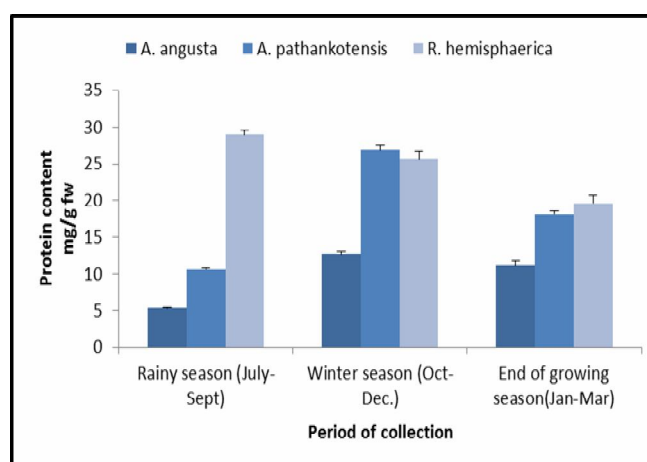 A. angusta A. pathankotensis R. hemisphaerica
Protein content
mg/g fw
35
30
25
20
15
10
5
0
Rainy season (July-
Sept)
Winter season (Oct-
Dec.)
End of growing
season(Jan-Mar)
Period of collection